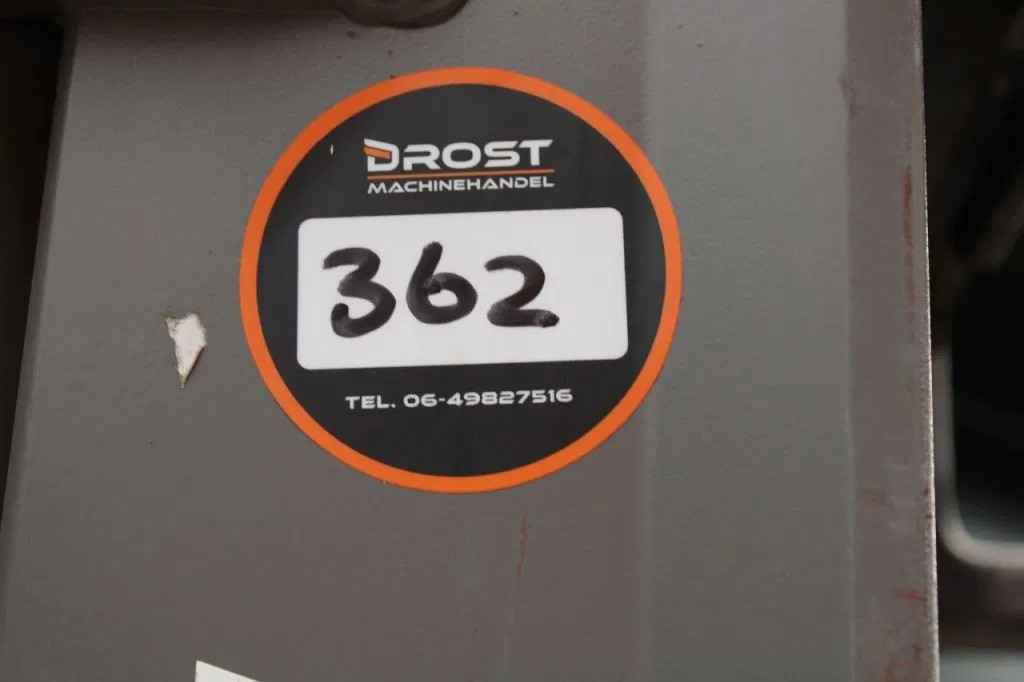 DROST
MACHINEHANDEL
362
TEL. 06-49827516